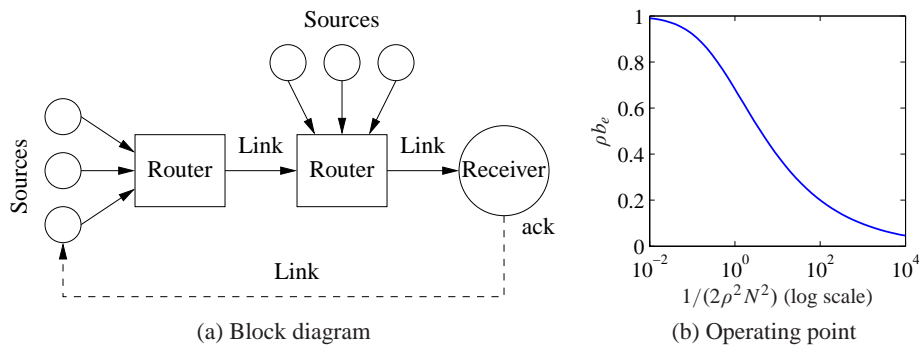 Sources
Sources
Router
Link
Router
Link
Receiver
ack
Link
(a) Block diagram
1
0.8
0.6
0.4
0.2
0
ρb_e
10^−2
10^0
10^2
10^4
1/(2ρ^2N^2) (log scale)
(b) Operating point